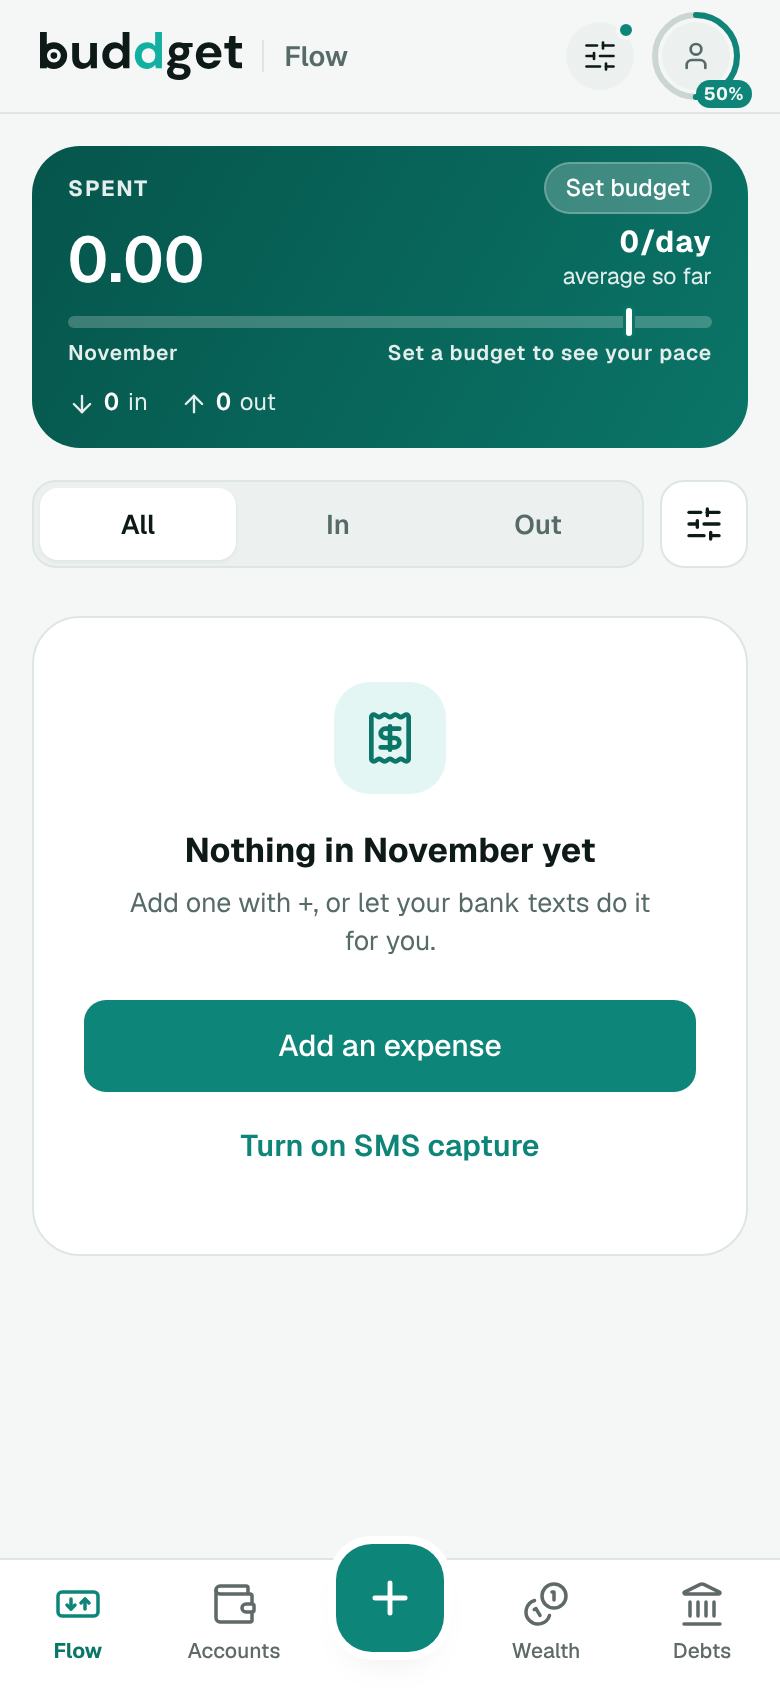 buddget
Flow
50%
SPENT
Set budget
0.00
0/day
average so far
November
Set a budget to see your pace
0 in
0 out
All
In
Out
Nothing in November yet
Add one with +, or let your bank texts do it
for you.
Add an expense
Turn on SMS capture
Flow
Accounts
Wealth
Debts